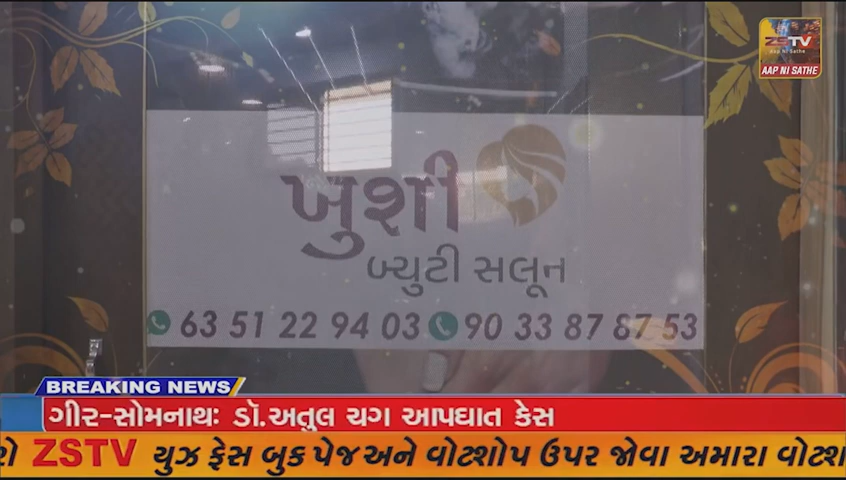 ZSTV
Aap Ni Sathe
AAP NI SATHE
ખુશી
બ્યુટી સલૂન
63 51 22 94 03 90 33 87 87 53
BREAKING NEWS
ગીર-સોમનાથઃ ડૉ.અતુલ ચગ આપઘાત કેસ
રો ZSTV ચુઝ ફેસ બુક પેજ અને વોટ્શોપ ઉપર જોવા અમારા વોટ્શ